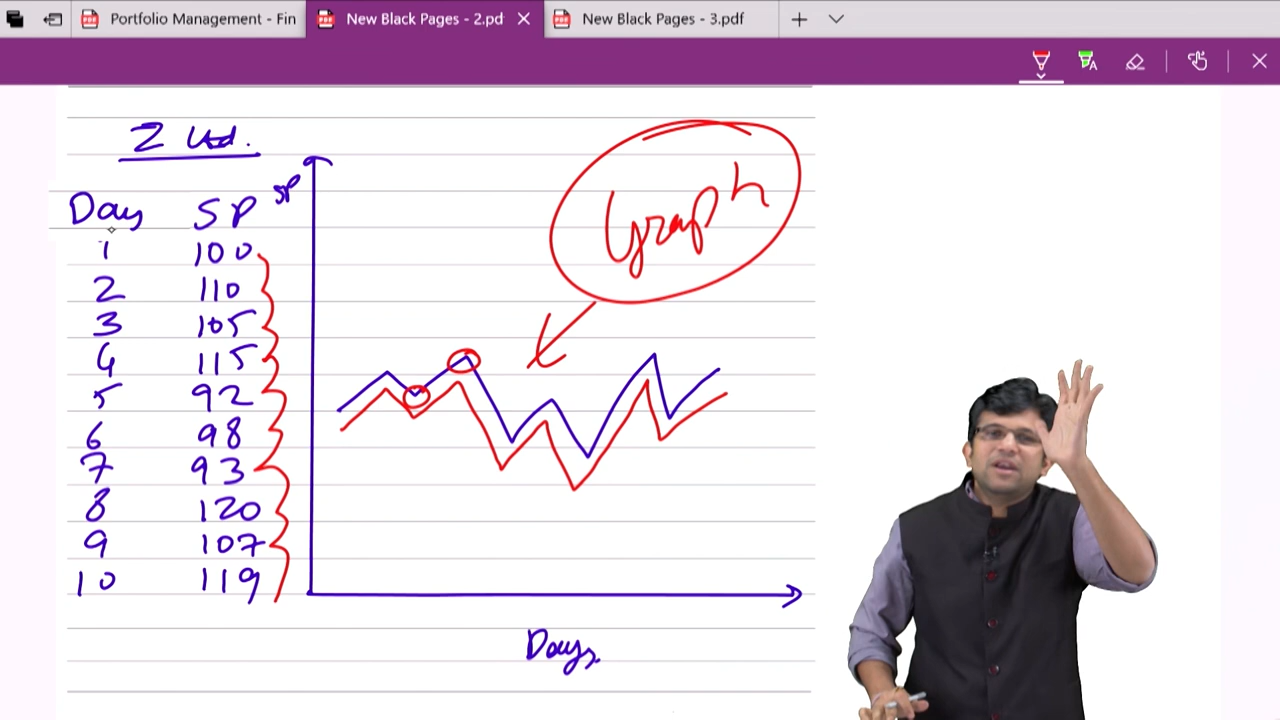 Portfolio Management - Fin
New Black Pages - 2.pd
New Black Pages - 3.pdf
Z Ltd.
Day SP
SP
1 100
2 110
3 105
4 115
5 92
6 98
7 93
8 120
9 107
10 119
Graph
Days